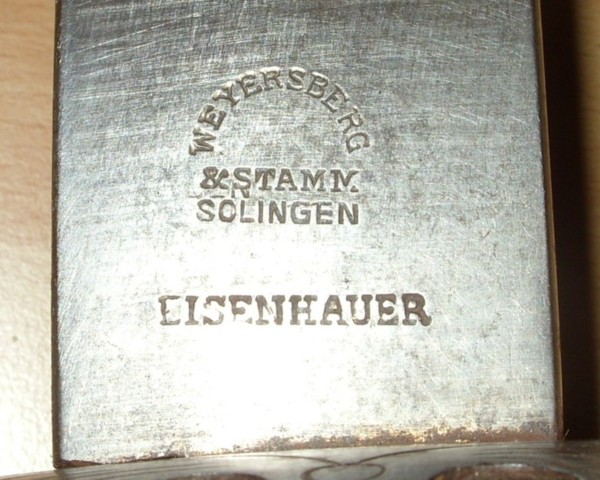 WEYERSBERG
& STAMM
SOLINGEN
EISENHAUER